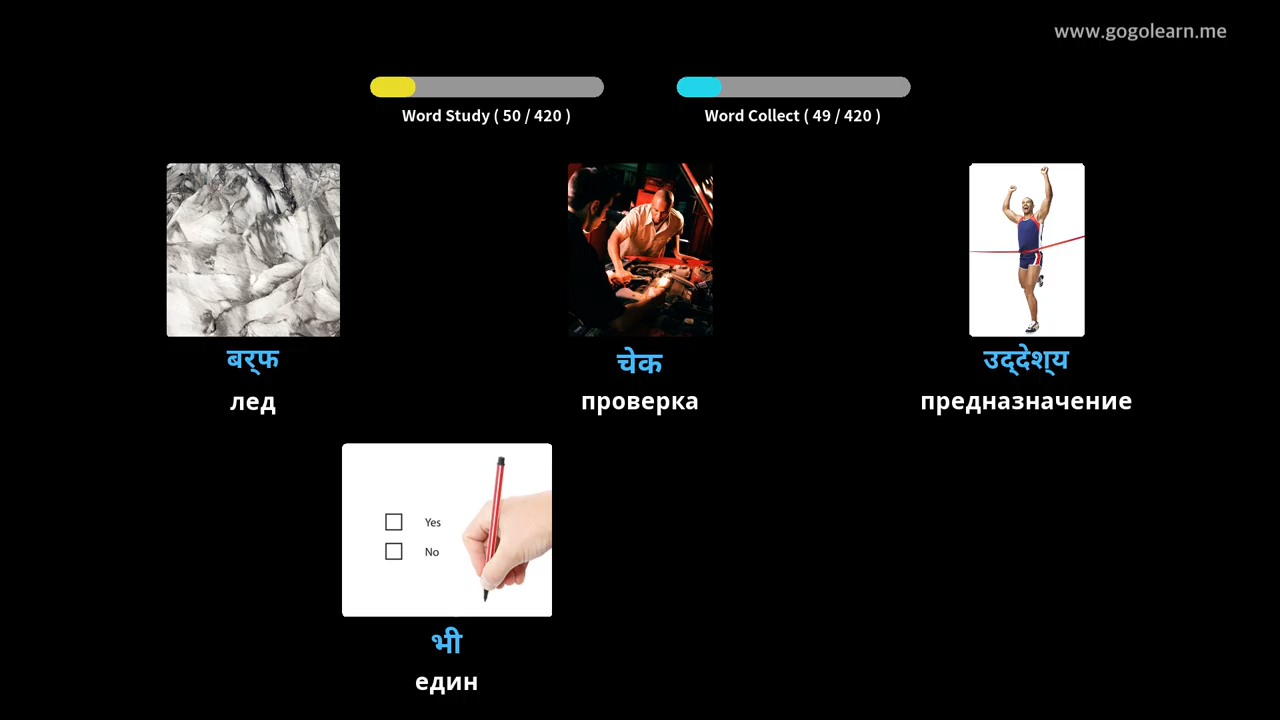 www.gogolearn.me
Word Study ( 50 / 420 )
Word Collect ( 49 / 420 )
बर्फ
चेक
उद्देश्य
лед
проверка
предназначение
Yes
No
भी
един